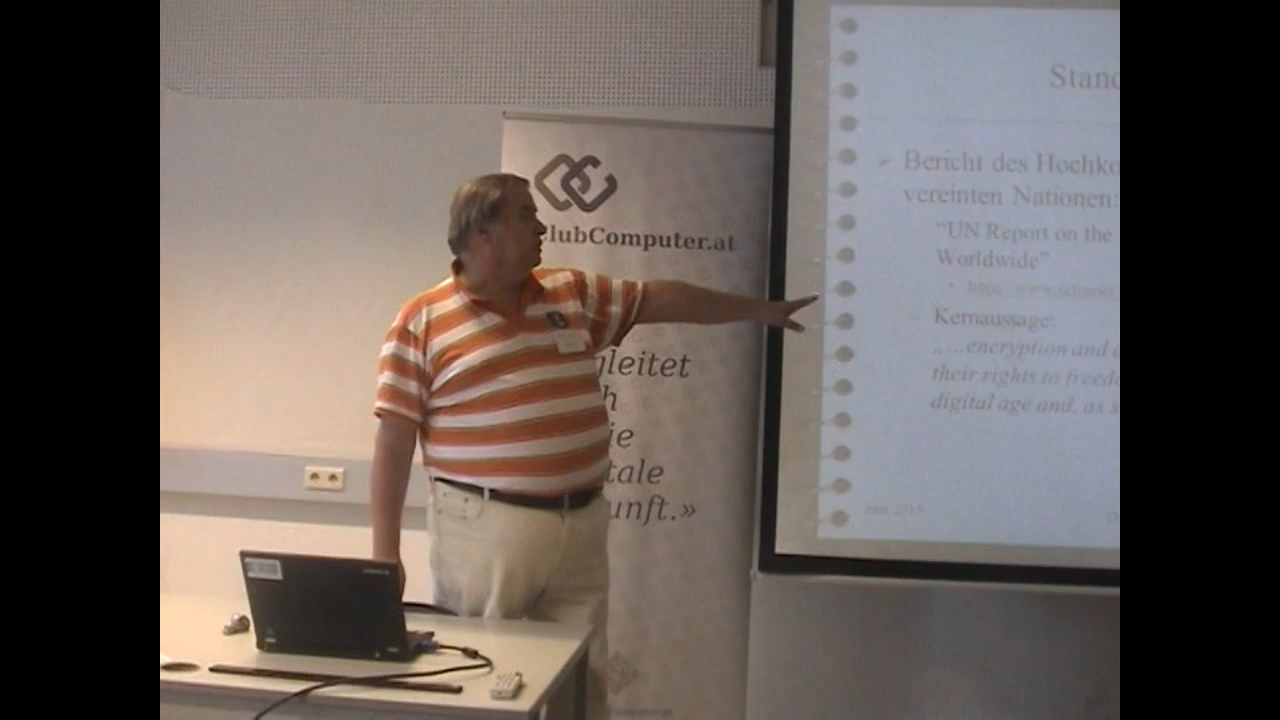 ClubComputer.at
gleitet
ie
tale
unft.»
Stand
Bericht des Hochko
vereinten Nationen:
"UN Report on the
Worldwide"
Kernaussage:
„…encryption and
their rights to freedo
digital age and, as s